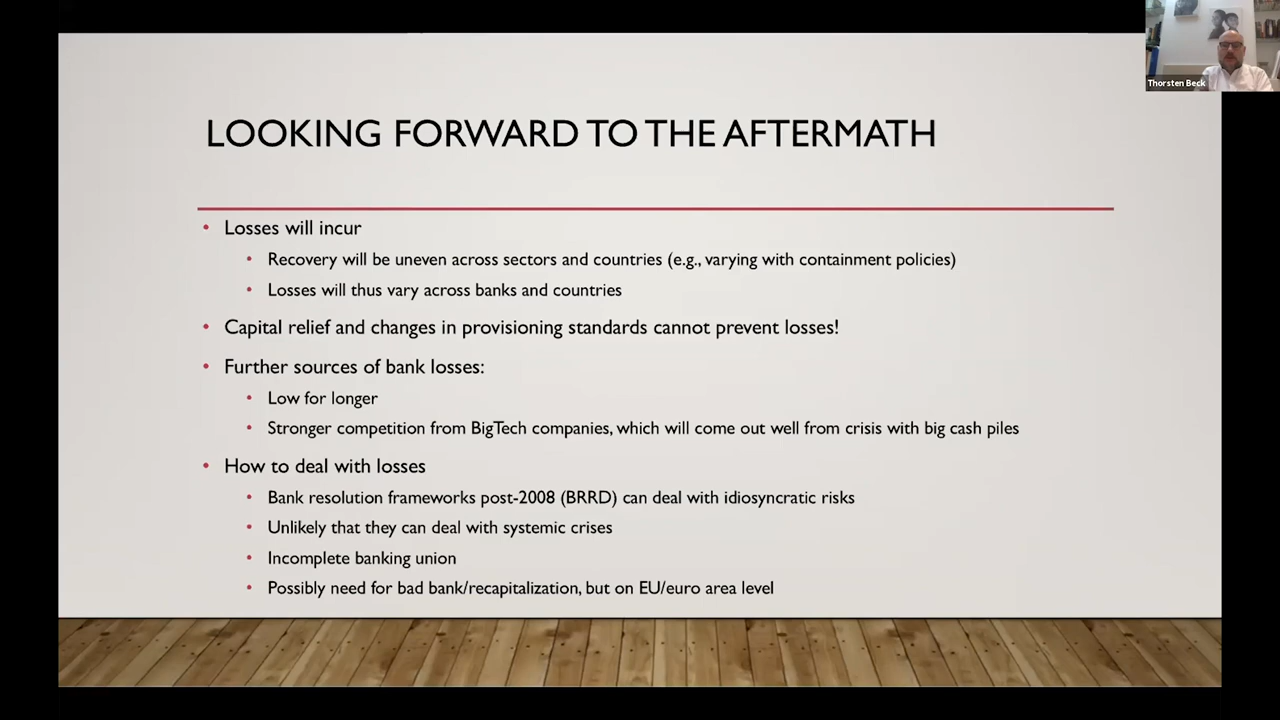 Thorsten Beck
LOOKING FORWARD TO THE AFTERMATH
• Losses will incur
• Recovery will be uneven across sectors and countries (e.g., varying with containment policies)
• Losses will thus vary across banks and countries
• Capital relief and changes in provisioning standards cannot prevent losses!
• Further sources of bank losses:
• Low for longer
• Stronger competition from BigTech companies, which will come out well from crisis with big cash piles
• How to deal with losses
• Bank resolution frameworks post-2008 (BRRD) can deal with idiosyncratic risks
• Unlikely that they can deal with systemic crises
• Incomplete banking union
• Possibly need for bad bank/recapitalization, but on EU/euro area level